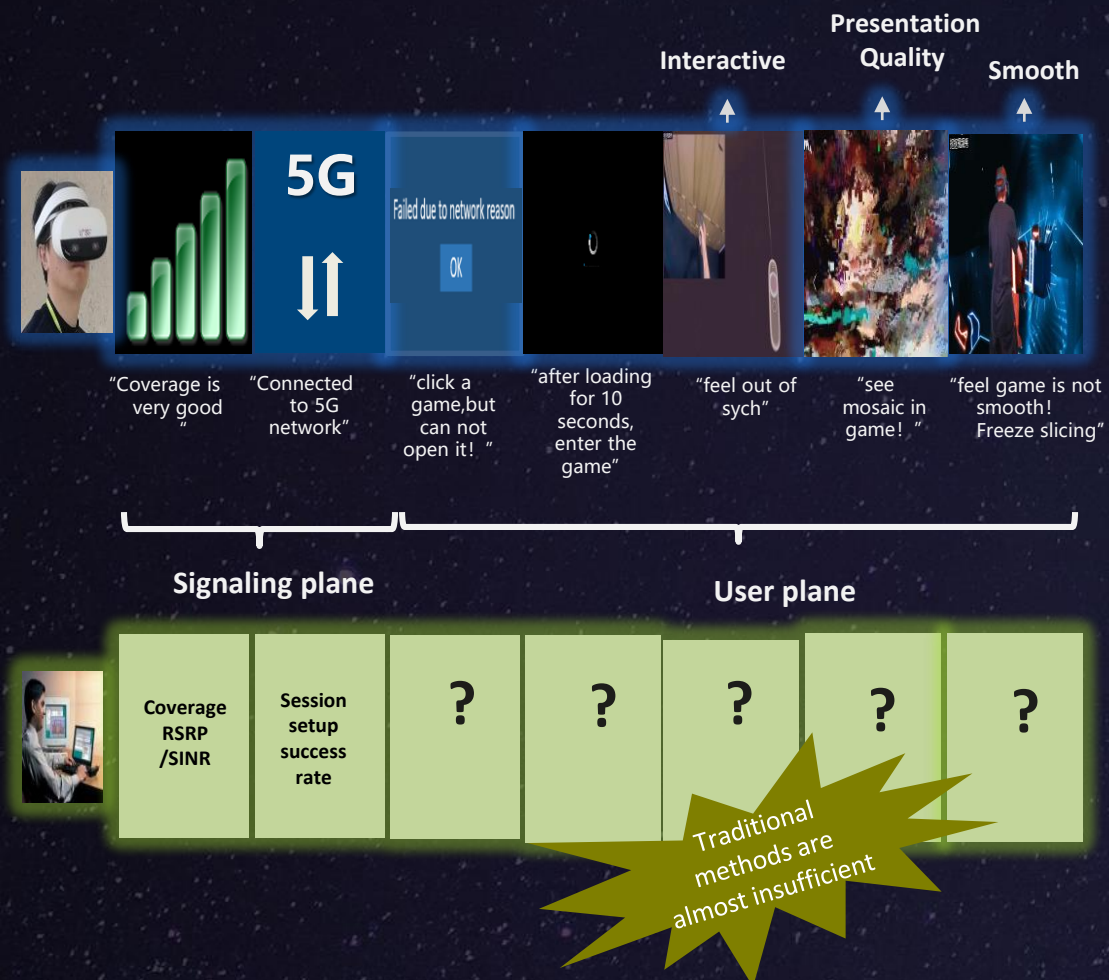 Presentation
Quality
Interactive
Smooth
5G
Failed due to network reason
OK
“Coverage is
very good
“
“Connected
to 5G
network”
“click a
game,but
can not
open it! ”
“after loading
for 10
seconds,
enter the
game”
“feel out of
sych”
“see
mosaic in
game! ”
“feel game is not
smooth!
Freeze slicing”
Signaling plane
User plane
Coverage
RSRP
/SINR
Session
setup
success
rate
?
?
?
?
?
Traditional
methods are
almost insufficient